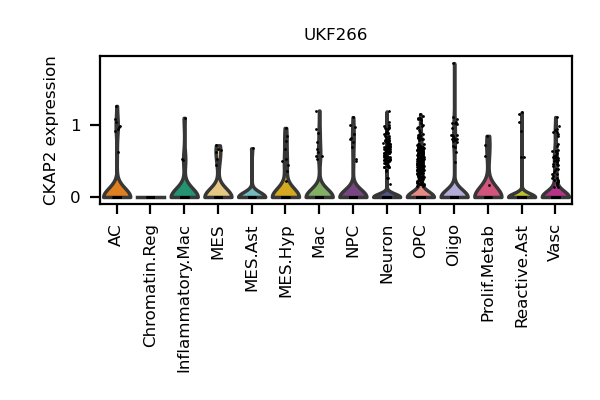 UKF266
CKAP2 expression
1
0
AC
Chromatin.Reg
Inflammatory.Mac
MES
MES.Ast
MES.Hyp
Mac
NPC
Neuron
OPC
Oligo
Prolif.Metab
Reactive.Ast
Vasc